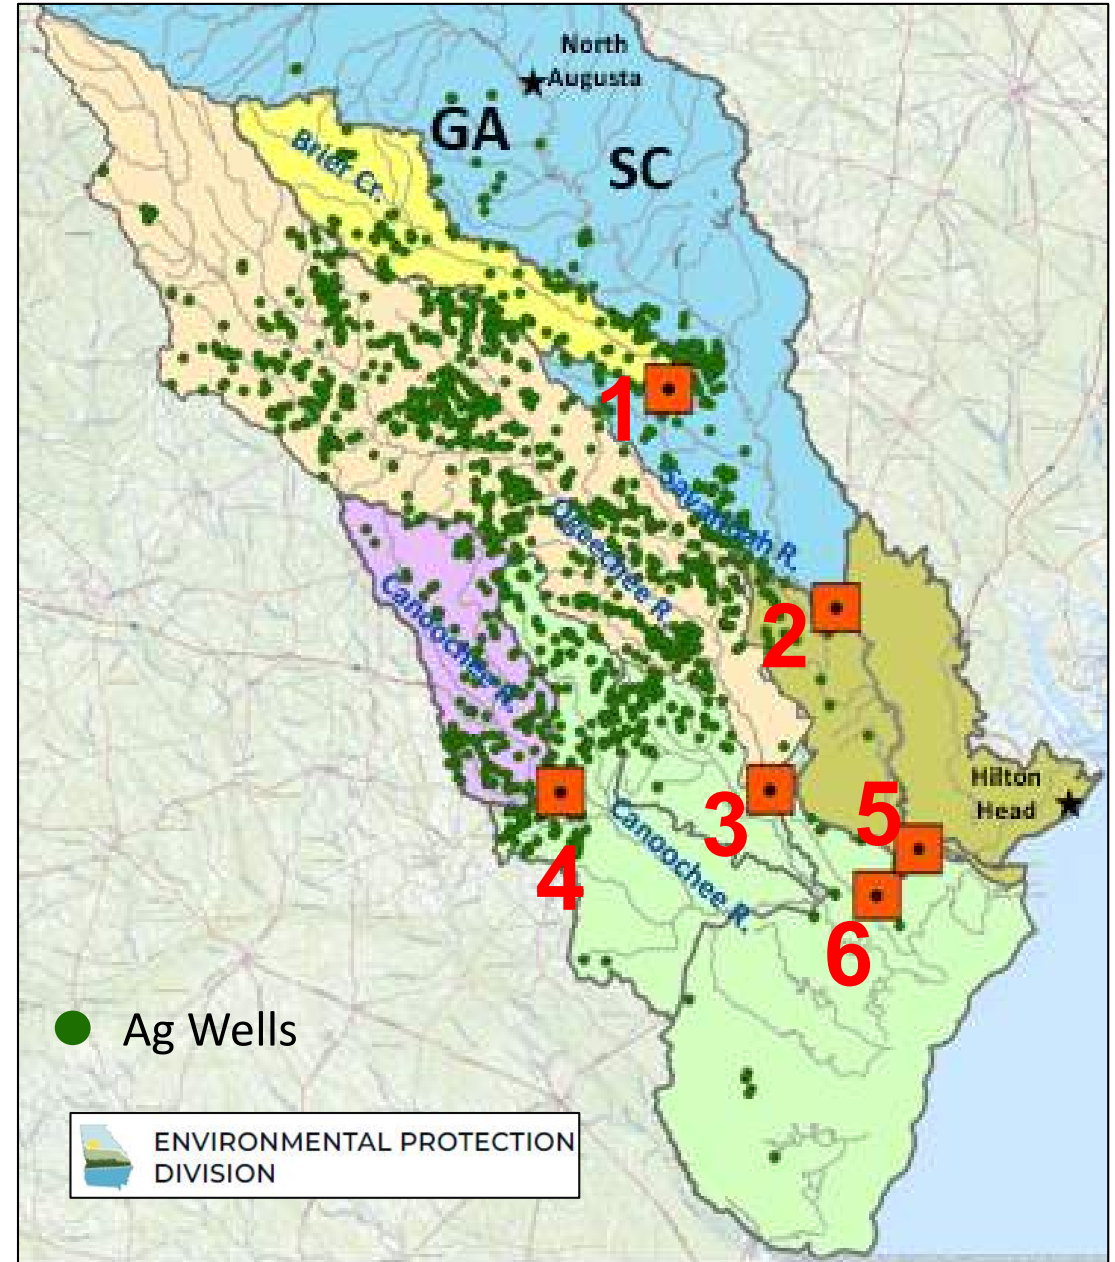 North
Augusta
GA
SC
Brier Cr.
1
Savannah R.
Ogeechee R.
Canoochee R.
2
Hilton
Head
3
5
4
Canoochee R.
6
Ag Wells
ENVIRONMENTAL PROTECTION
DIVISION